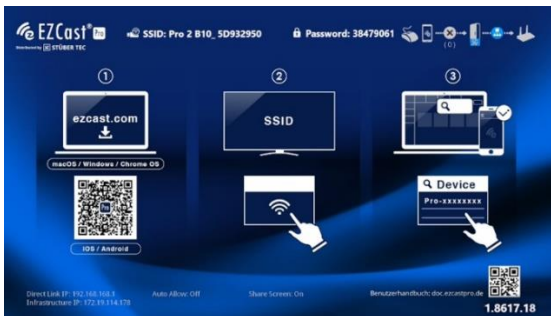 EZCast Pro
Distributed by STÜBER TEC
SSID: Pro 2 B10_5D932950
Password: 38479061
(0)
1
2
3
ezcast.com
macOS / Windows / Chrome OS
SSID
Pro
iOS / Android
Device
Pro-xxxxxxxx
Direct Link IP: 192.168.168.1
Infrastructure IP: 172.19.114.178
Auto Allow: Off
Share Screen: On
Benutzerhandbuch: doc.ezcastpro.de
1.8617.18